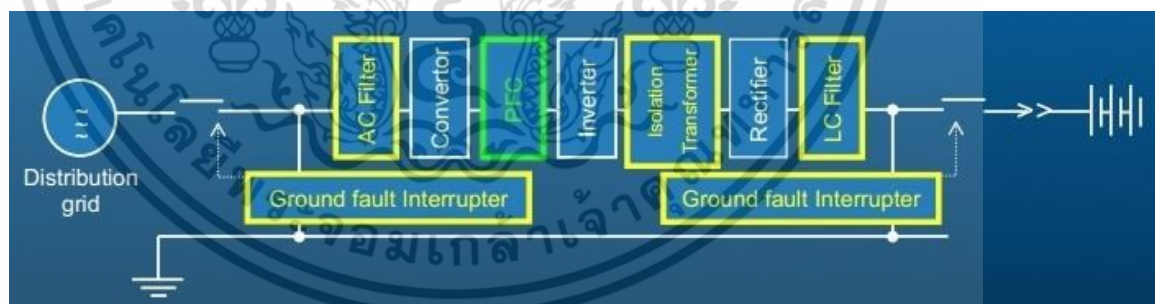 AC Filter
Convertor
PFC
Inverter
Isolation
Transformer
Rectifier
LC Filter
Distribution
grid
Ground fault Interrupter
Ground fault Interrupter